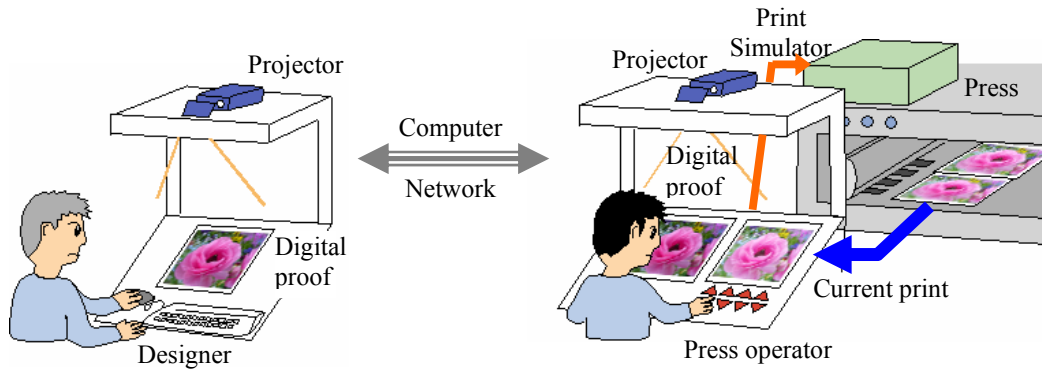 Projector
Digital
proof
Designer
Computer
Network
Print
Simulator
Projector
Press
Digital
proof
Current print
Press operator